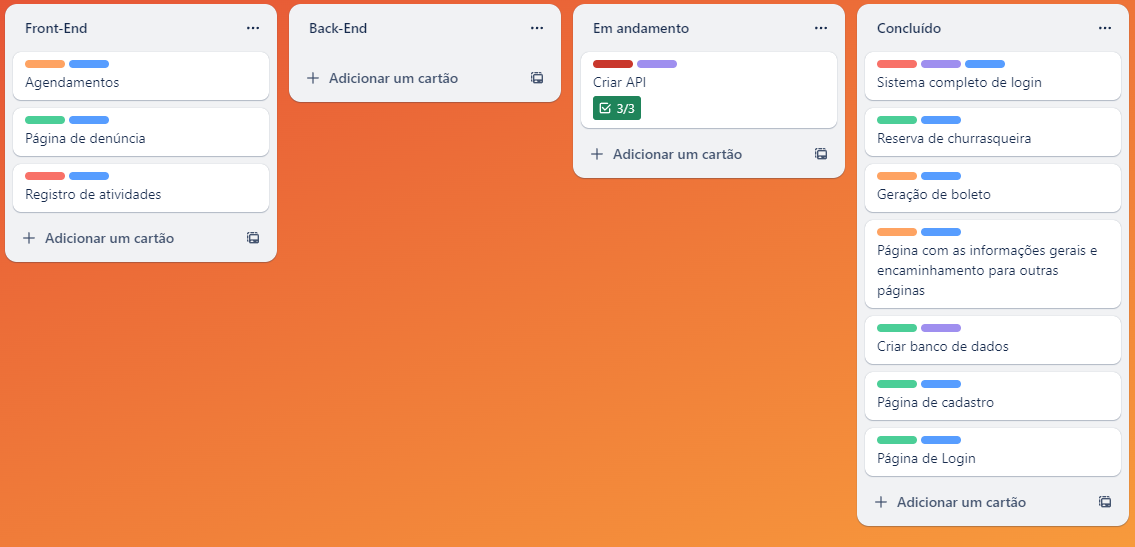 Front-End
Agendamentos
Página de denúncia
Registro de atividades
Adicionar um cartão
Back-End
Adicionar um cartão
Em andamento
Criar API
3/3
Adicionar um cartão
Concluído
Sistema completo de login
Reserva de churrasqueira
Geração de boleto
Página com as informações gerais e
encaminhamento para outras
páginas
Criar banco de dados
Página de cadastro
Página de Login
Adicionar um cartão